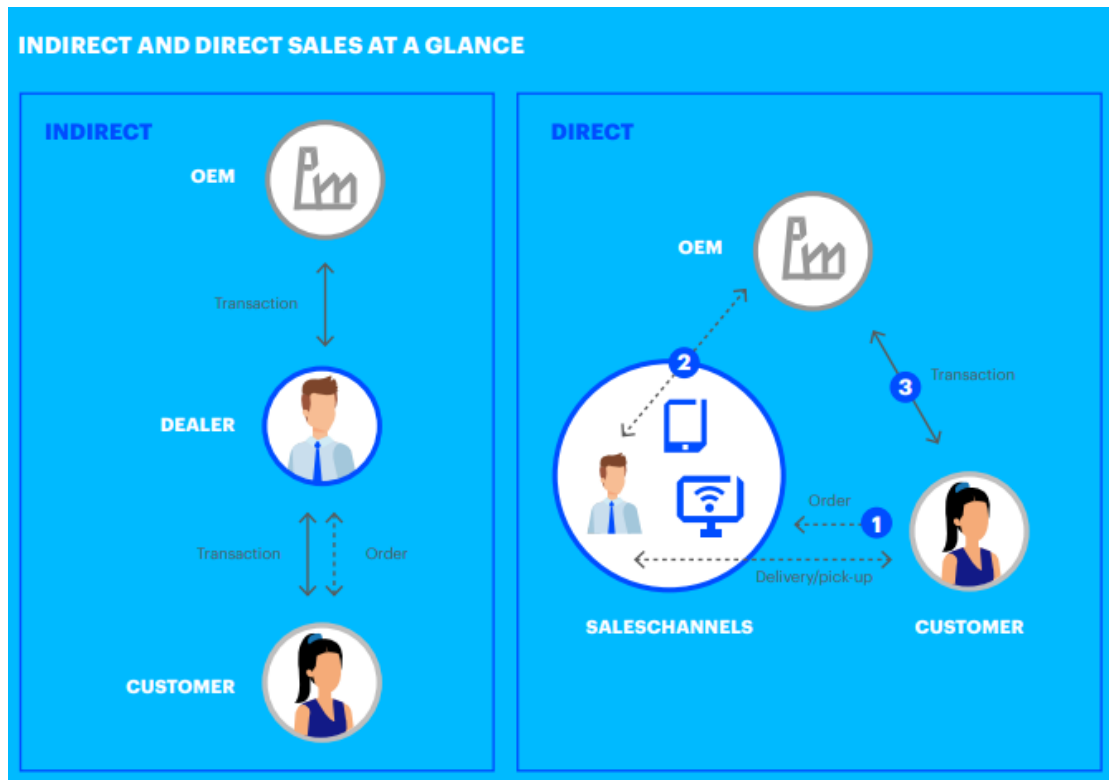 INDIRECT AND DIRECT SALES AT A GLANCE
INDIRECT
OEM
Transaction
DEALER
Transaction
Order
CUSTOMER
DIRECT
OEM
2
3
Transaction
Order
1
Delivery/pick-up
SALESCHANNELS
CUSTOMER